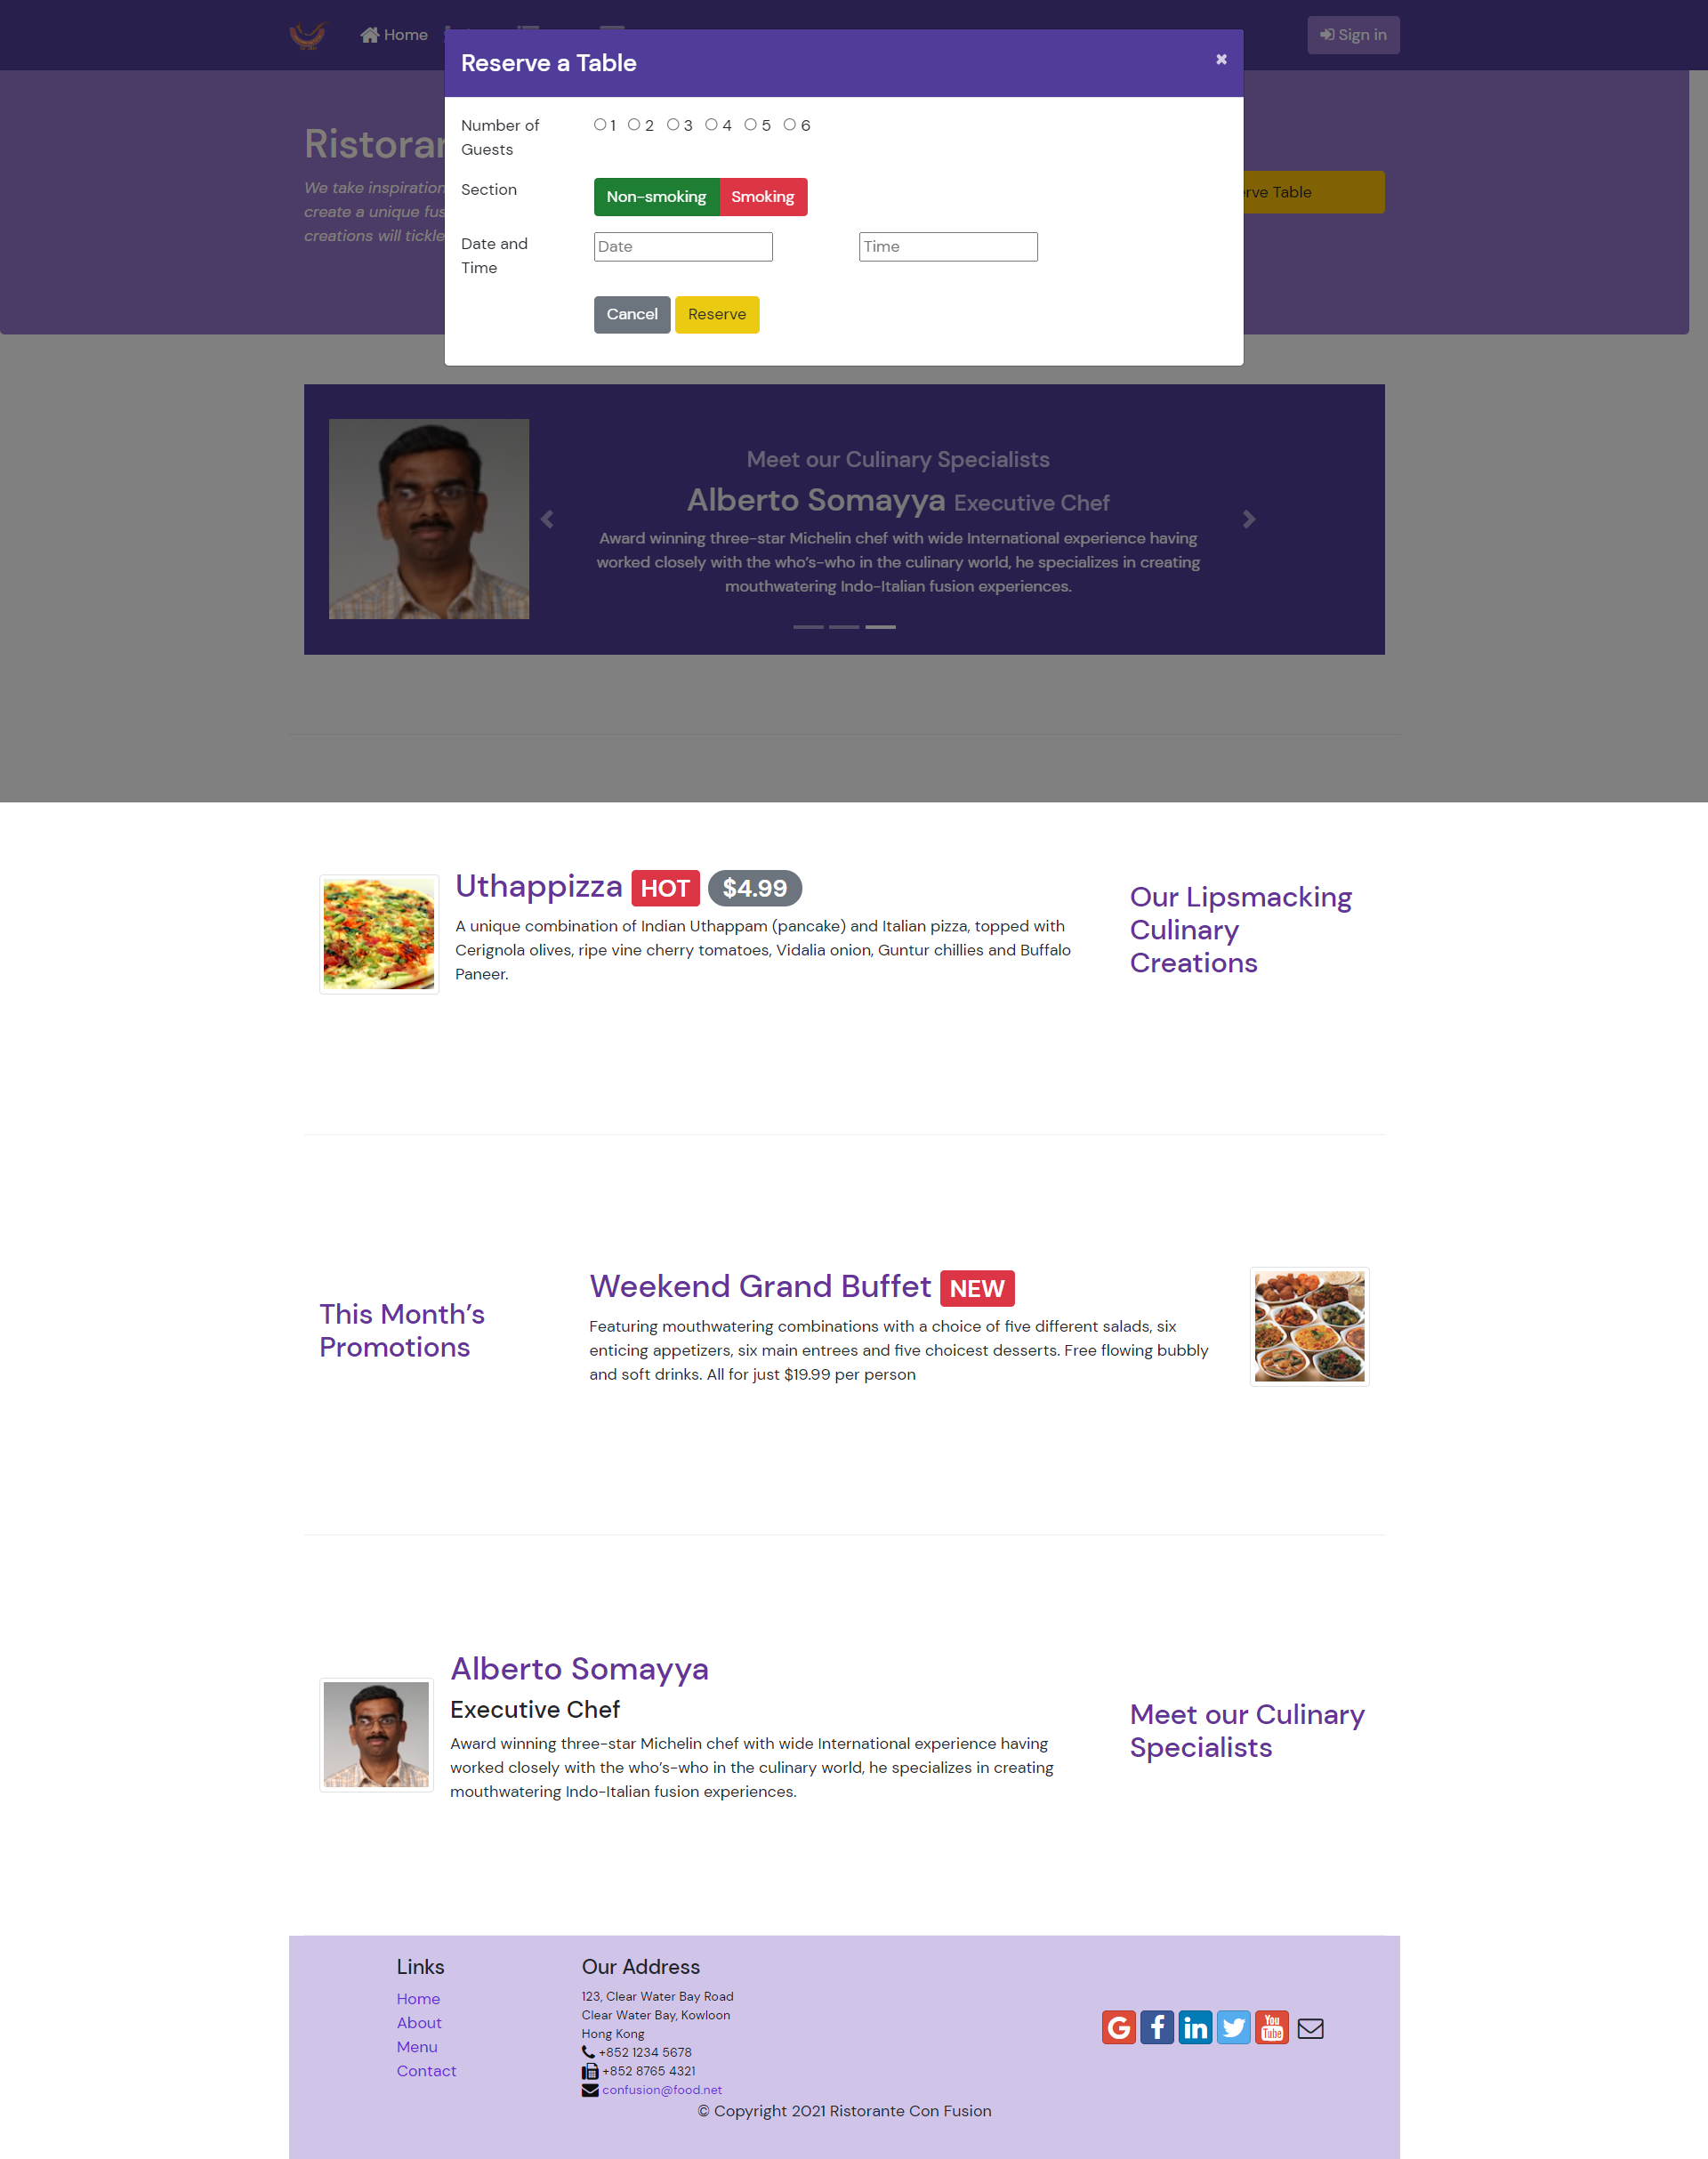 Home
Sign in
Reserve a Table
×
Number of
Guests
1 2 3 4 5 6
Section
Non-smoking Smoking
Date and
Time
Date
Time
Cancel Reserve
We take inspiration
creations will tickle
Table
Meet our Culinary Specialists
Alberto Somayya Executive Chef
Award winning three-star Michelin chef with wide International experience having
worked closely with the who's-who in the culinary world, he specializes in creating
mouthwatering Indo-Italian fusion experiences.
Uthappizza HOT $4.99
A unique combination of Indian Uthappam (pancake) and Italian pizza, topped with
Cerignola olives, ripe vine cherry tomatoes, Vidalia onion, Guntur chillies and Buffalo
Paneer.
Our Lipsmacking
Culinary
Creations
This Month's
Promotions
Weekend Grand Buffet NEW
Featuring mouthwatering combinations with a choice of five different salads, six
enticing appetizers, six main entrees and five choicest desserts. Free flowing bubbly
and soft drinks. All for just $19.99 per person
Alberto Somayya
Executive Chef
Award winning three-star Michelin chef with wide International experience having
worked closely with the who's-who in the culinary world, he specializes in creating
mouthwatering Indo-Italian fusion experiences.
Meet our Culinary
Specialists
Links
Home
About
Menu
Contact
Our Address
123, Clear Water Bay Road
Clear Water Bay, Kowloon
Hong Kong
+852 1234 5678
+852 8765 4321
confusion@food.net
You
Tube
© Copyright 2021 Ristorante Con Fusion